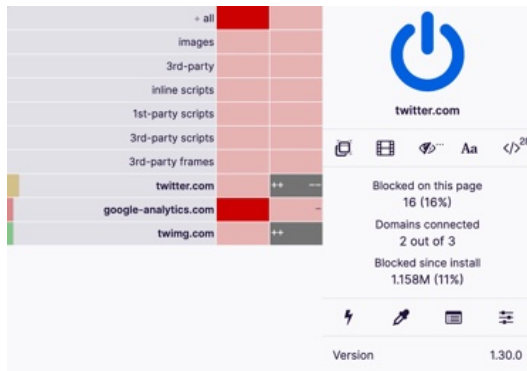 + all
images
3rd-party
inline scripts
1st-party scripts
3rd-party scripts
3rd-party frames
twitter.com ++ --
google-analytics.com -
twimg.com ++
twitter.com
Aa </>
Blocked on this page
16 (16%)
Domains connected
2 out of 3
Blocked since install
1.158M (11%)
Version 1.30.0